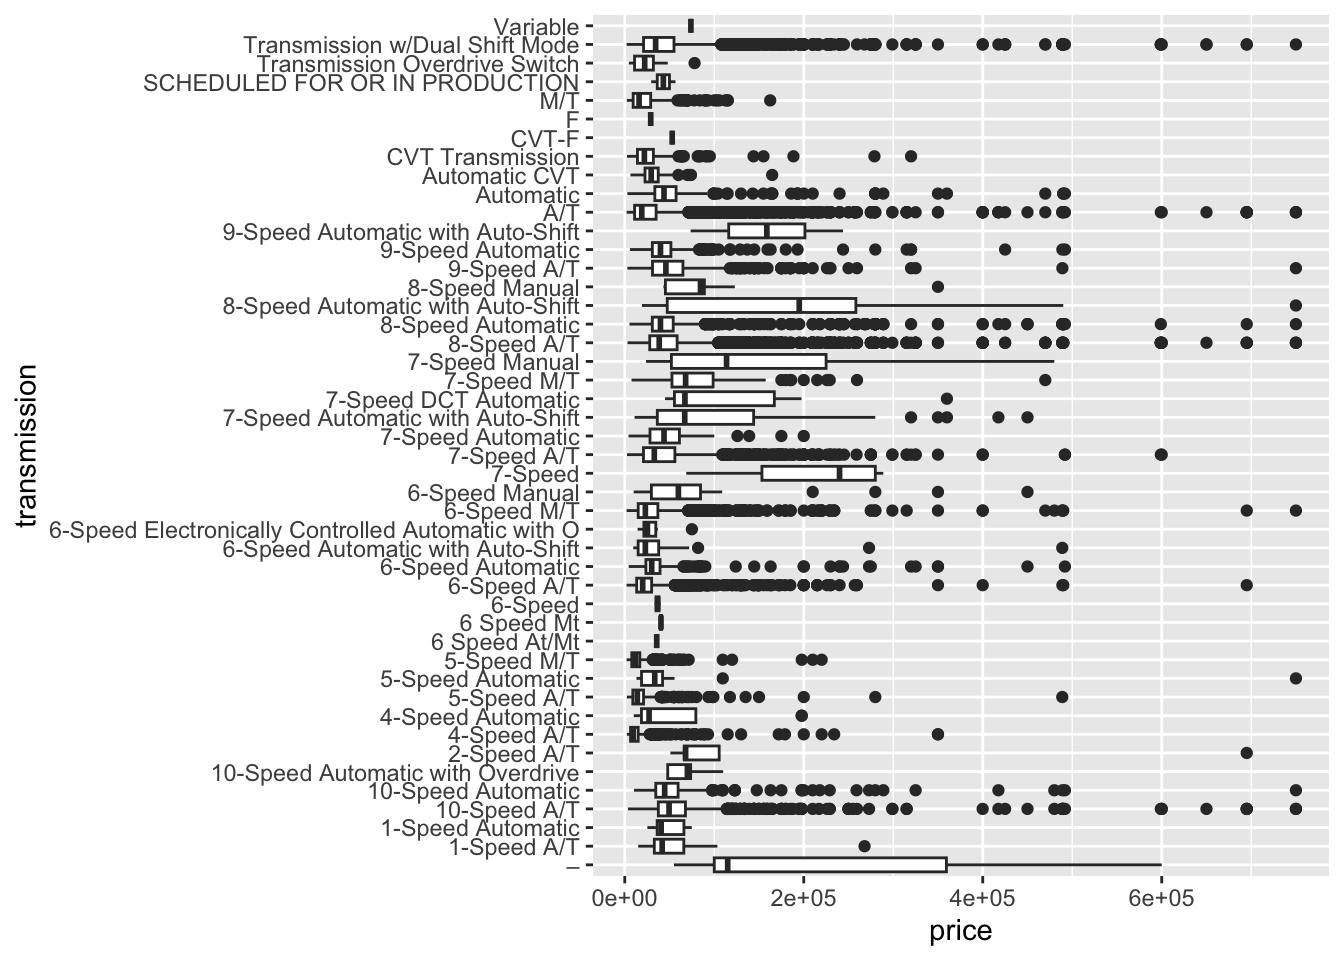 Variable
Transmission w/Dual Shift Mode
Transmission Overdrive Switch
SCHEDULED FOR OR IN PRODUCTION
M/T
F
CVT-F
CVT Transmission
Automatic CVT
Automatic
A/T
9-Speed Automatic with Auto-Shift
9-Speed Automatic
9-Speed A/T
8-Speed Manual
8-Speed Automatic with Auto-Shift
8-Speed Automatic
8-Speed A/T
7-Speed Manual
7-Speed M/T
7-Speed DCT Automatic
7-Speed Automatic with Auto-Shift
7-Speed Automatic
7-Speed A/T
7-Speed
6-Speed Manual
6-Speed M/T
6-Speed Electronically Controlled Automatic with O
6-Speed Automatic with Auto-Shift
6-Speed Automatic
6-Speed A/T
6-Speed
6 Speed Mt
6 Speed At/Mt
5-Speed M/T
5-Speed Automatic
5-Speed A/T
4-Speed Automatic
4-Speed A/T
2-Speed A/T
10-Speed Automatic with Overdrive
10-Speed Automatic
10-Speed A/T
1-Speed Automatic
1-Speed A/T
–
transmission
0e+00 2e+05 4e+05 6e+05
price